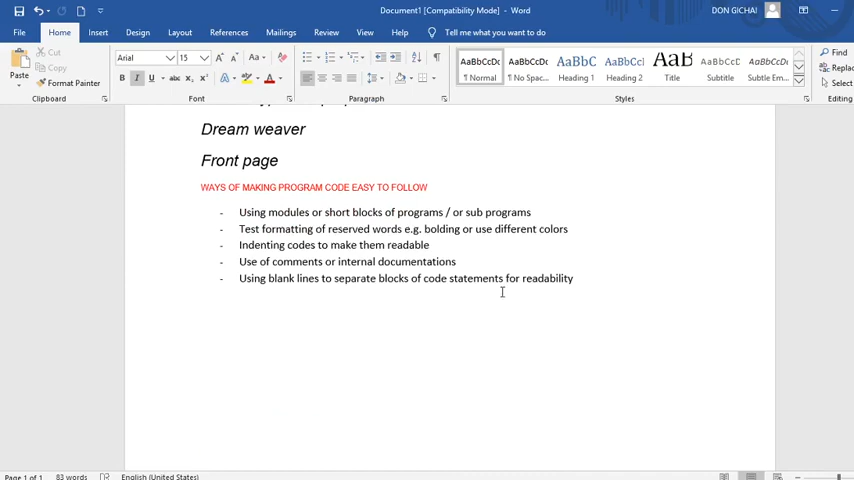 Document1 [Compatibility Mode] - Word
DON GICHAI
File Home Insert Design Layout References Mailings Review View Help Tell me what you want to do
Cut
Copy
Format Painter
Paste
Clipboard
Arial 15
Font
Paragraph
AaBbCcDc AaBbCcDc AaBbC AaBbCcI AaB AaBbCcD AaBbCcDc
¶ Normal ¶ No Spac... Heading 1 Heading 2 Title Subtitle Subtle Em...
Styles
Find
Replac
Select
Editing
Dream weaver
Front page
WAYS OF MAKING PROGRAM CODE EASY TO FOLLOW
- Using modules or short blocks of programs / or sub programs
- Test formatting of reserved words e.g. bolding or use different colors
- Indenting codes to make them readable
- Use of comments or internal documentations
- Using blank lines to separate blocks of code statements for readability
Page 1 of 1 83 words English (United States)